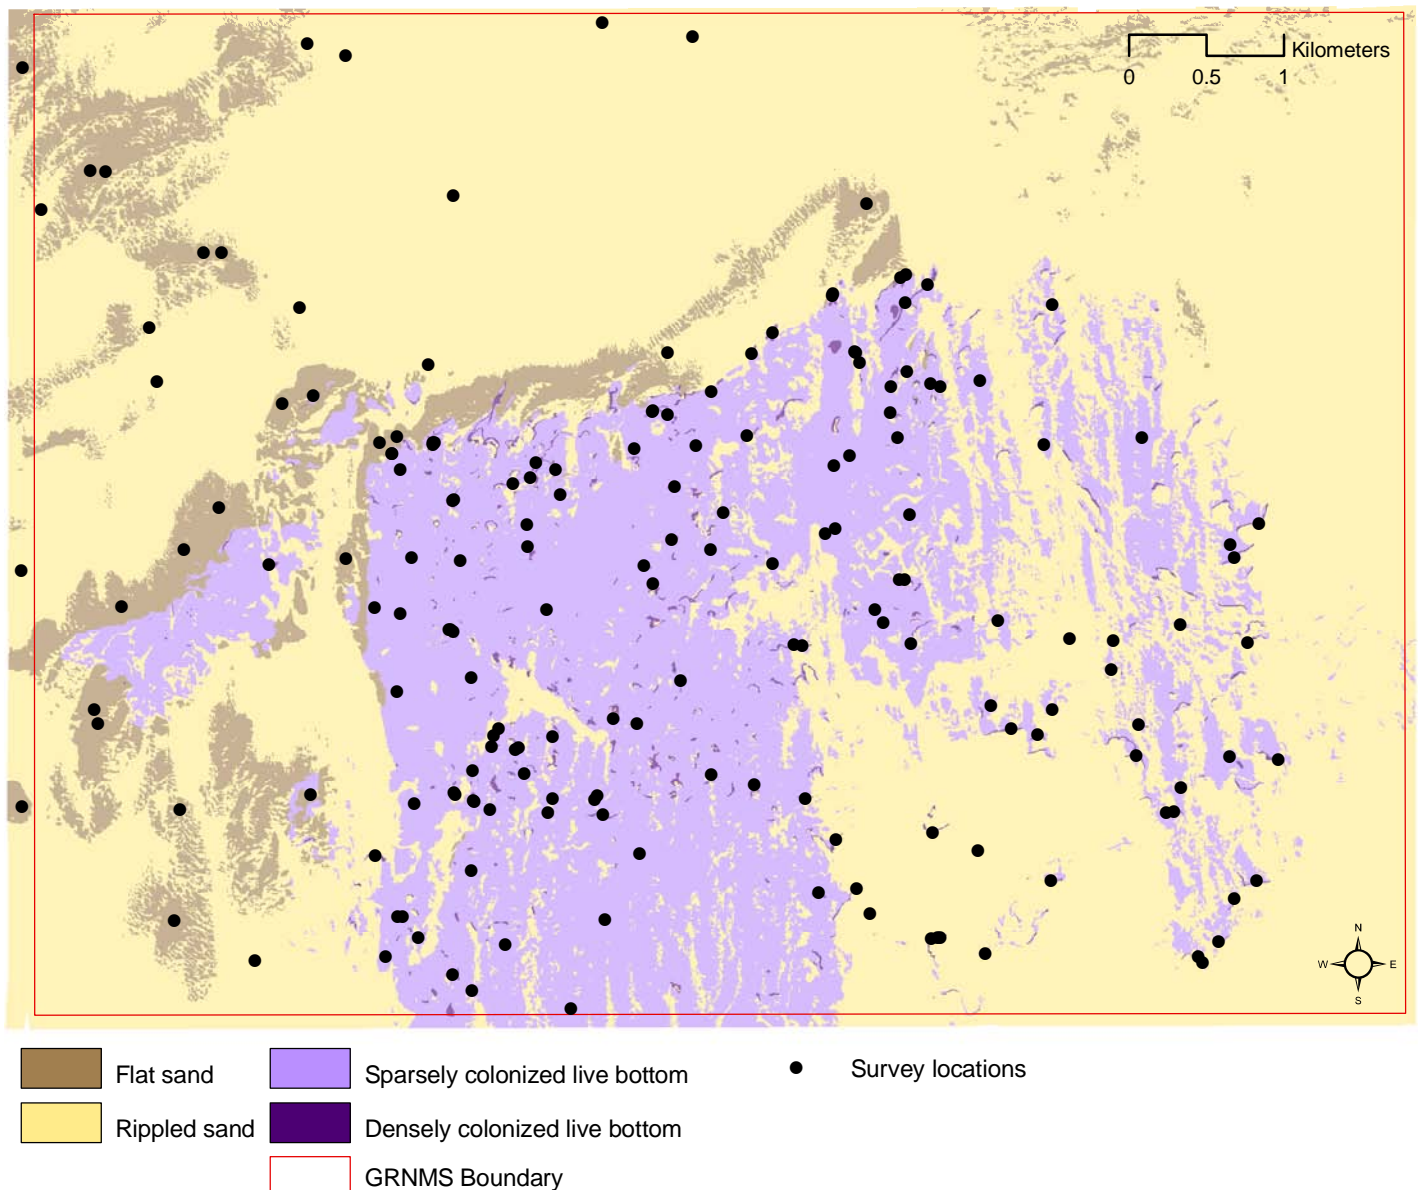 Kilometers
0 0.5 1
N
W E
S
Flat sand
Sparsely colonized live bottom
Survey locations
Rippled sand
Densely colonized live bottom
GRNMS Boundary